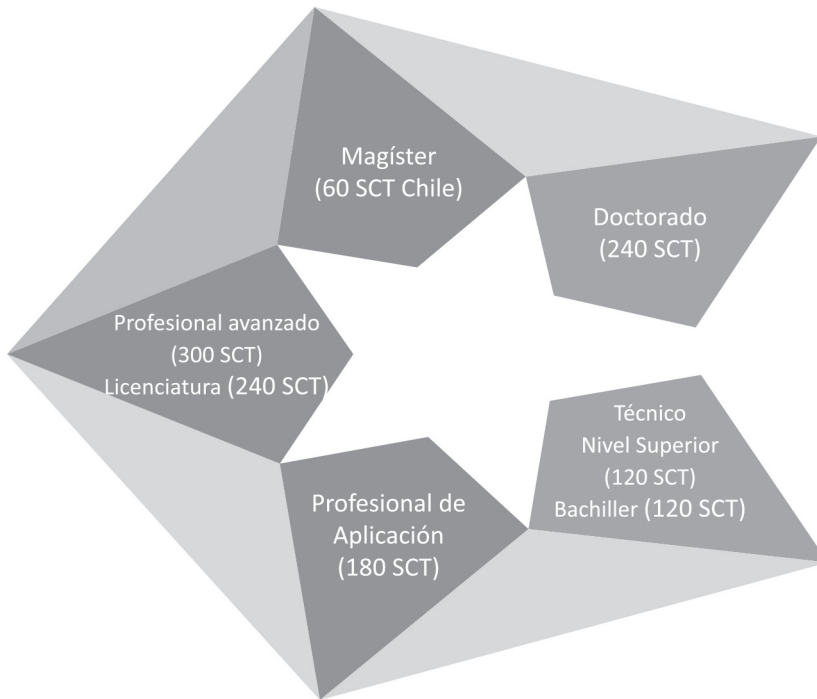 Magíster
(60 SCT Chile)
Doctorado
(240 SCT)
Profesional avanzado
(300 SCT)
Licenciatura (240 SCT)
Técnico
Nivel Superior
(120 SCT)
Bachiller (120 SCT)
Profesional de
Aplicación
(180 SCT)